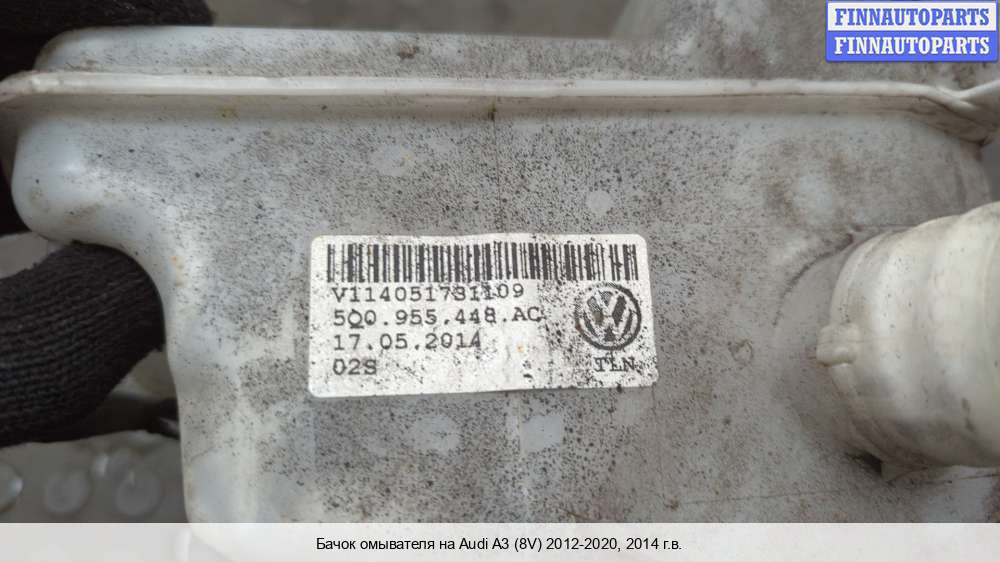 FINNAUTOPARTS
FINNAUTOPARTS
V114051731109
5Q0.955.448.AC
17.05.2014
02S
TLN
Бачок омывателя на Audi A3 (8V) 2012-2020, 2014 г.в.